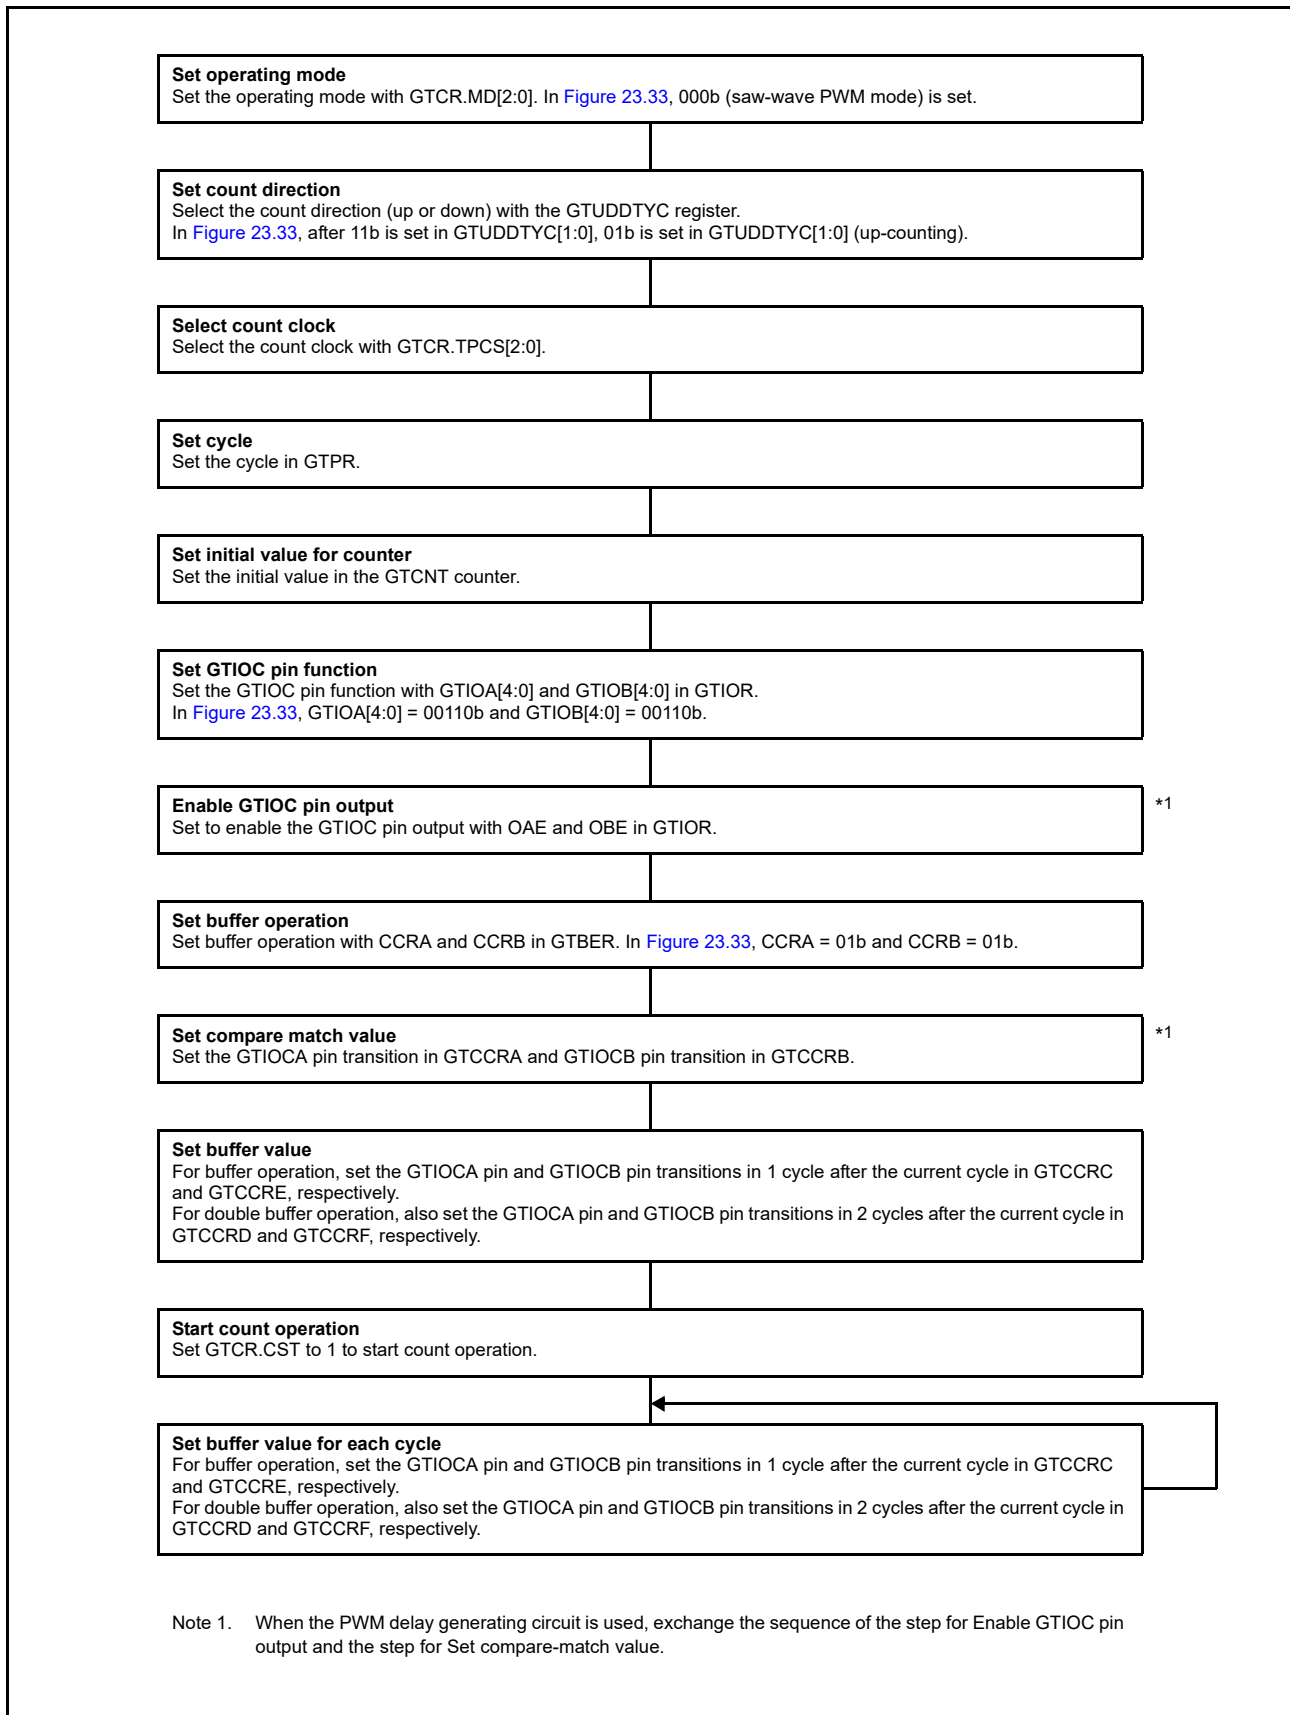 Set operating mode
Set the operating mode with GTCR.MD[2:0]. In Figure 23.33, 000b (saw-wave PWM mode) is set.
Set count direction
Select the count direction (up or down) with the GTUDDTYC register.
In Figure 23.33, after 11b is set in GTUDDTYC[1:0], 01b is set in GTUDDTYC[1:0] (up-counting).
Select count clock
Select the count clock with GTCR.TPCS[2:0].
Set cycle
Set the cycle in GTPR.
Set initial value for counter
Set the initial value in the GTCNT counter.
Set GTIOC pin function
Set the GTIOC pin function with GTIOA[4:0] and GTIOB[4:0] in GTIOR.
In Figure 23.33, GTIOA[4:0] = 00110b and GTIOB[4:0] = 00110b.
Enable GTIOC pin output
*1
Set to enable the GTIOC pin output with OAE and OBE in GTIOR.
Set buffer operation
Set buffer operation with CCRA and CCRB in GTBER. In Figure 23.33, CCRA = 01b and CCRB = 01b.
Set compare match value
*1
Set the GTIOCA pin transition in GTCCRA and GTIOCB pin transition in GTCCRB.
Set buffer value
For buffer operation, set the GTIOCA pin and GTIOCB pin transitions in 1 cycle after the current cycle in GTCCRC
and GTCCRE, respectively.
For double buffer operation, also set the GTIOCA pin and GTIOCB pin transitions in 2 cycles after the current cycle in
GTCCRD and GTCCRF, respectively.
Start count operation
Set GTCR.CST to 1 to start count operation.
Set buffer value for each cycle
For buffer operation, set the GTIOCA pin and GTIOCB pin transitions in 1 cycle after the current cycle in GTCCRC
and GTCCRE, respectively.
For double buffer operation, also set the GTIOCA pin and GTIOCB pin transitions in 2 cycles after the current cycle in
GTCCRD and GTCCRF, respectively.
Note 1. When the PWM delay generating circuit is used, exchange the sequence of the step for Enable GTIOC pin
output and the step for Set compare-match value.